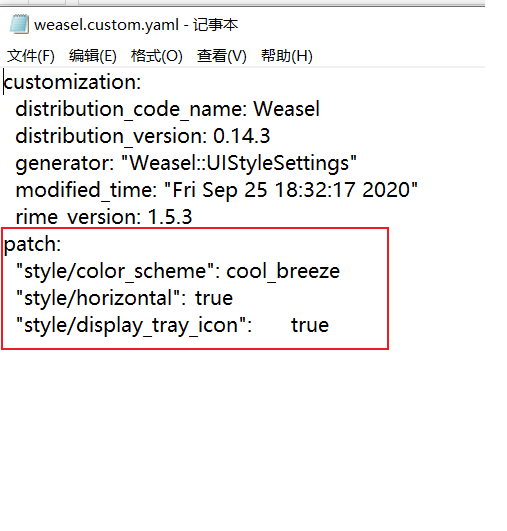 weasel.custom.yaml - 记事本
文件(F) 编辑(E) 格式(O) 查看(V) 帮助(H)
customization:
  distribution_code_name: Weasel
  distribution_version: 0.14.3
  generator: "Weasel::UIStyleSettings"
  modified_time: "Fri Sep 25 18:32:17 2020"
  rime_version: 1.5.3
patch:
  "style/color_scheme": cool_breeze
  "style/horizontal": true
  "style/display_tray_icon":      true